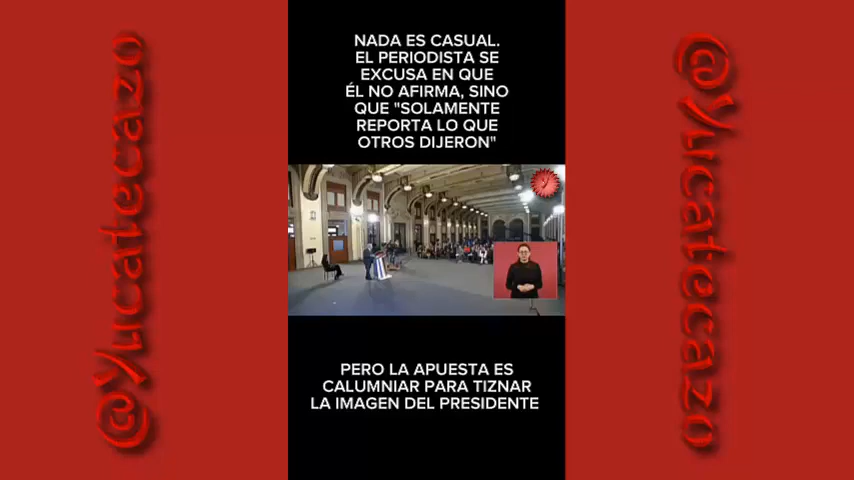 NADA ES CASUAL.
EL PERIODISTA SE
EXCUSA EN QUE
ÉL NO AFIRMA, SINO
QUE "SOLAMENTE
REPORTA LO QUE
OTROS DIJERON"
PERO LA APUESTA ES
CALUMNIAR PARA TIZNAR
LA IMAGEN DEL PRESIDENTE
@Yucatecazo
@Yucatecazo